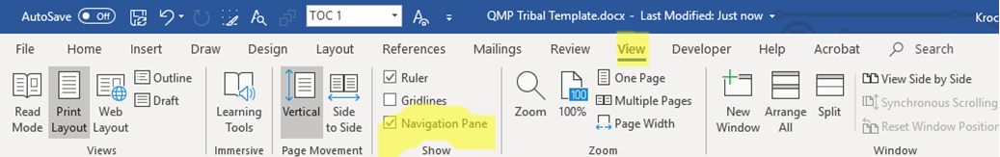 AutoSave Off TOC 1 QMP Tribal Template.docx - Last Modified: Just now Kroc
File Home Insert Draw Design Layout References Mailings Review View Developer Help Acrobat Search
Read Mode
Print Layout
Web Layout
Outline
Draft
Views
Learning Tools
Immersive
Vertical
Side to Side
Page Movement
Ruler
Gridlines
Navigation Pane
Show
Zoom
100
100%
One Page
Multiple Pages
Page Width
Zoom
New Window
Arrange All
Split
View Side by Side
Synchronous Scrolling
Reset Window Position
Window